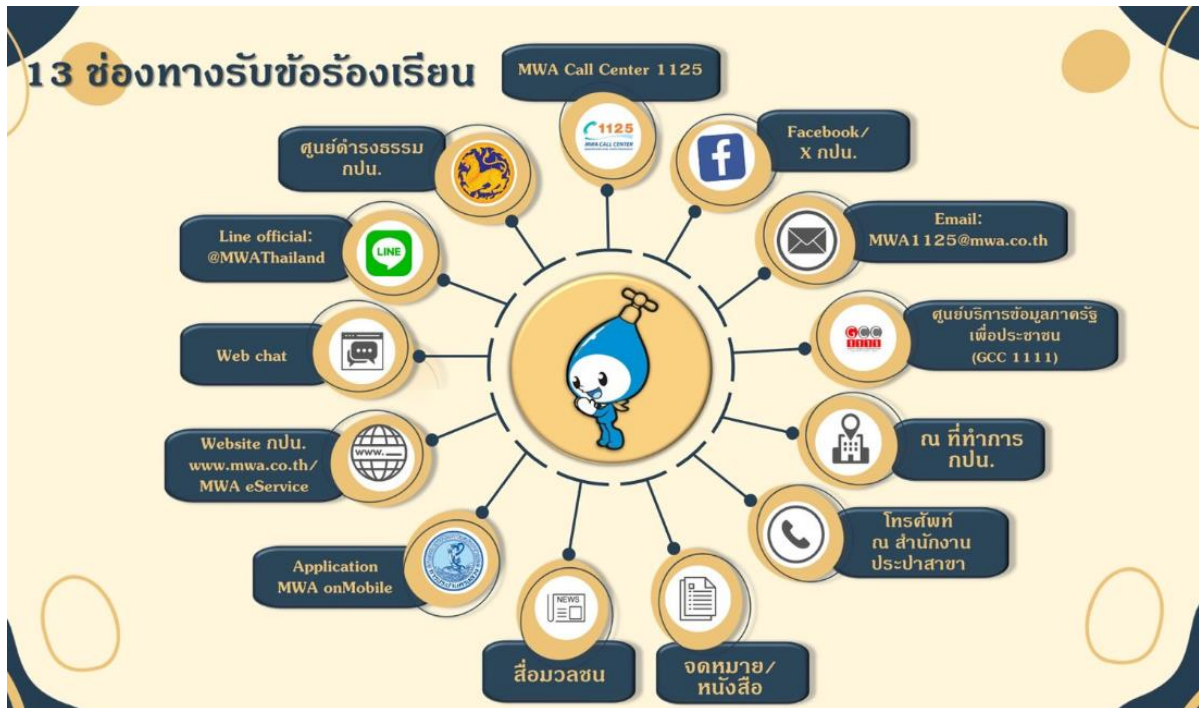 13 ช่องทางรับข้อร้องเรียน
MWA Call Center 1125
1125
MWA CALL CENTER
Facebook/
X กปน.
Email:
MWA1125@mwa.co.th
GCC
1111
ศูนย์บริการข้อมูลภาครัฐ
เพื่อประชาชน
(GCC 1111)
ณ ที่ทำการ
กปน.
โทรศัพท์
ณ สำนักงาน
ประปาสาขา
จดหมาย/
หนังสือ
NEWS
สื่อมวลชน
Application
MWA onMobile
www.
Website กปน.
www.mwa.co.th/
MWA eService
Web chat
LINE
Line official:
@MWAThailand
ศูนย์ดำรงธรรม
กปน.